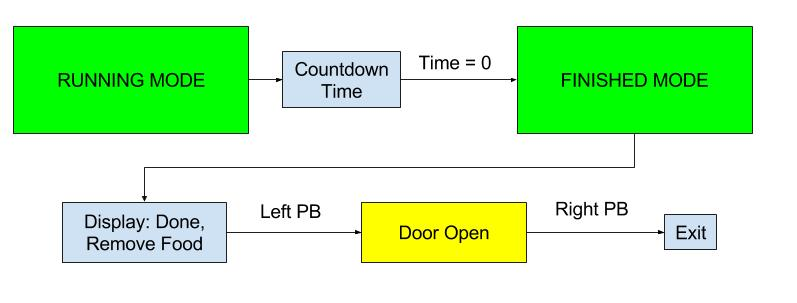 RUNNING MODE
Countdown
Time
Time = 0
FINISHED MODE
Display: Done,
Remove Food
Left PB
Door Open
Right PB
Exit